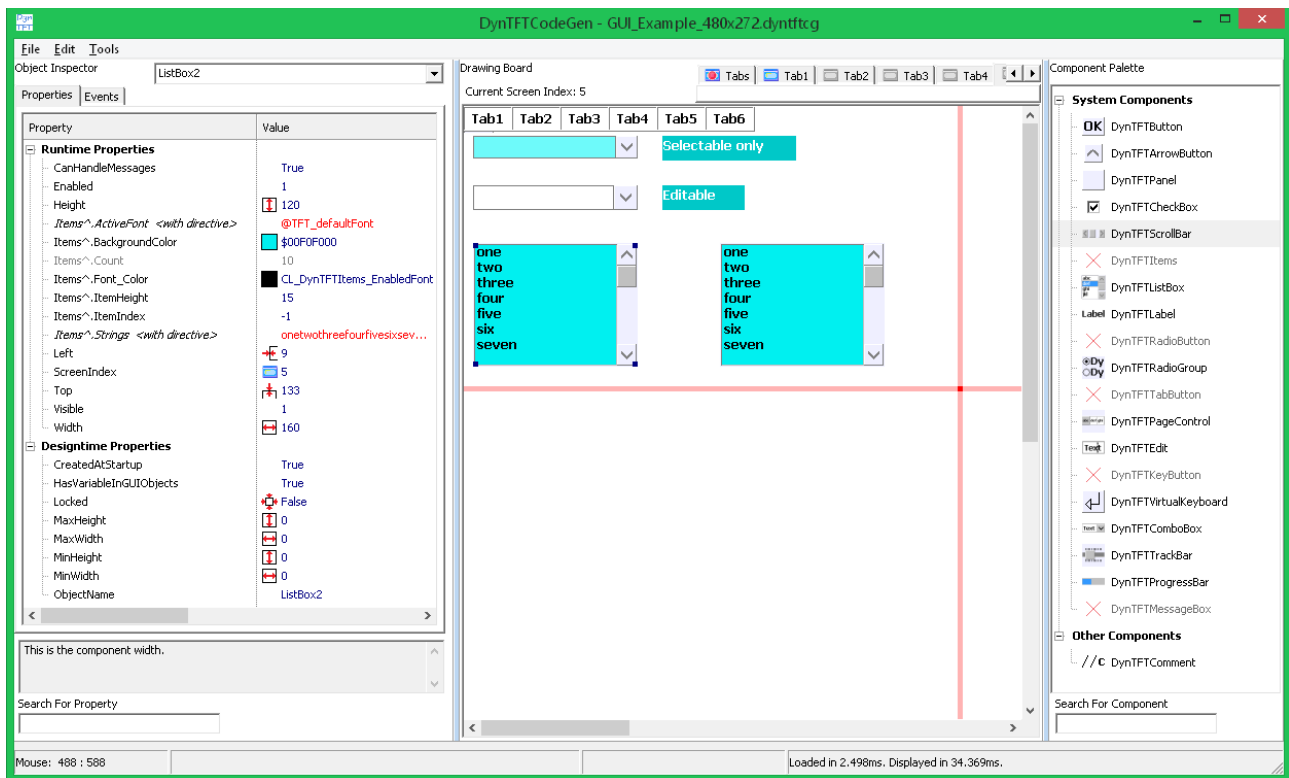 DynTFTCodeGen - GUI_Example_480x272.dyntftcg
File Edit Tools
Object Inspector
ListBox2
Properties Events
Property Value
Runtime Properties
CanHandleMessages True
Enabled 1
Height 120
Items^.ActiveFont <with directive> @TFT_defaultFont
Items^.BackgroundColor $00F0F000
Items^.Count 10
Items^.Font_Color CL_DynTFTItems_EnabledFont
Items^.ItemHeight 15
Items^.ItemIndex -1
Items^.Strings <with directive> onetwothreefourfivesixsev...
Left 9
ScreenIndex 5
Top 133
Visible 1
Width 160
Designtime Properties
CreatedAtStartup True
HasVariableInGUIObjects True
Locked False
MaxHeight 0
MaxWidth 0
MinHeight 0
MinWidth 0
ObjectName ListBox2
This is the component width.
Search For Property
Drawing Board
Tabs Tab1 Tab2 Tab3 Tab4
Current Screen Index: 5
Tab1 Tab2 Tab3 Tab4 Tab5 Tab6
Selectable only
Editable
one
two
three
four
five
six
seven
one
two
three
four
five
six
seven
Component Palette
System Components
OK DynTFTButton
DynTFTArrowButton
DynTFTPanel
DynTFTCheckBox
DynTFTScrollBar
DynTFTItems
DynTFTListBox
Label DynTFTLabel
DynTFTRadioButton
Dy
Dy DynTFTRadioGroup
DynTFTTabButton
DynTFTPageControl
Text DynTFTEdit
DynTFTKeyButton
DynTFTVirtualKeyboard
Text DynTFTComboBox
DynTFTTrackBar
DynTFTProgressBar
DynTFTMessageBox
Other Components
//C DynTFTComment
Search For Component
Mouse: 488 : 588
Loaded in 2.498ms. Displayed in 34.369ms.